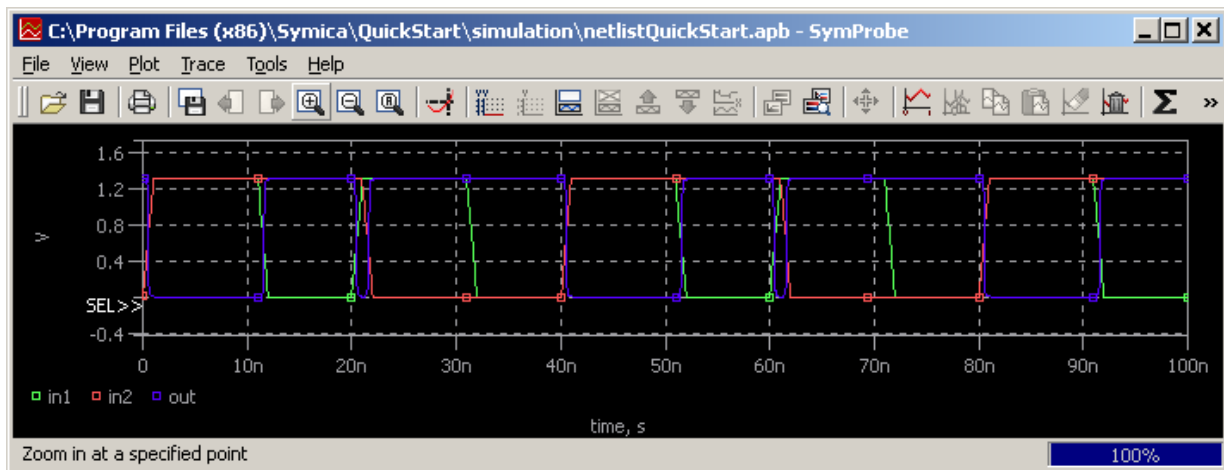 C:\Program Files (x86)\Symica\QuickStart\simulation\netlistQuickStart.apb - SymProbe
File View Plot Trace Tools Help
Σ »
1.6
1.2
0.8
0.4
-0.4
V
SEL>>
0 10n 20n 30n 40n 50n 60n 70n 80n 90n 100n
in1 in2 out
time, s
Zoom in at a specified point 100%